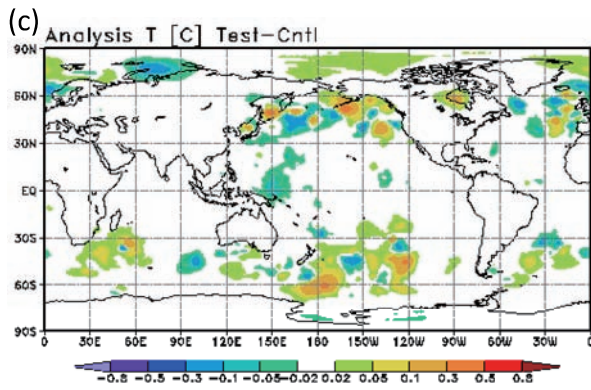 (c)
Analysis T [C] Test-Cntl
90N
60N
30N
EQ
30S
60S
90S
0 30E 60E 90E 120E 150E 180 150W 120W 90W 60W 30W 0
-0.8 -0.5 -0.3 -0.1 -0.05 -0.02 0.02 0.05 0.1 0.3 0.5 0.8